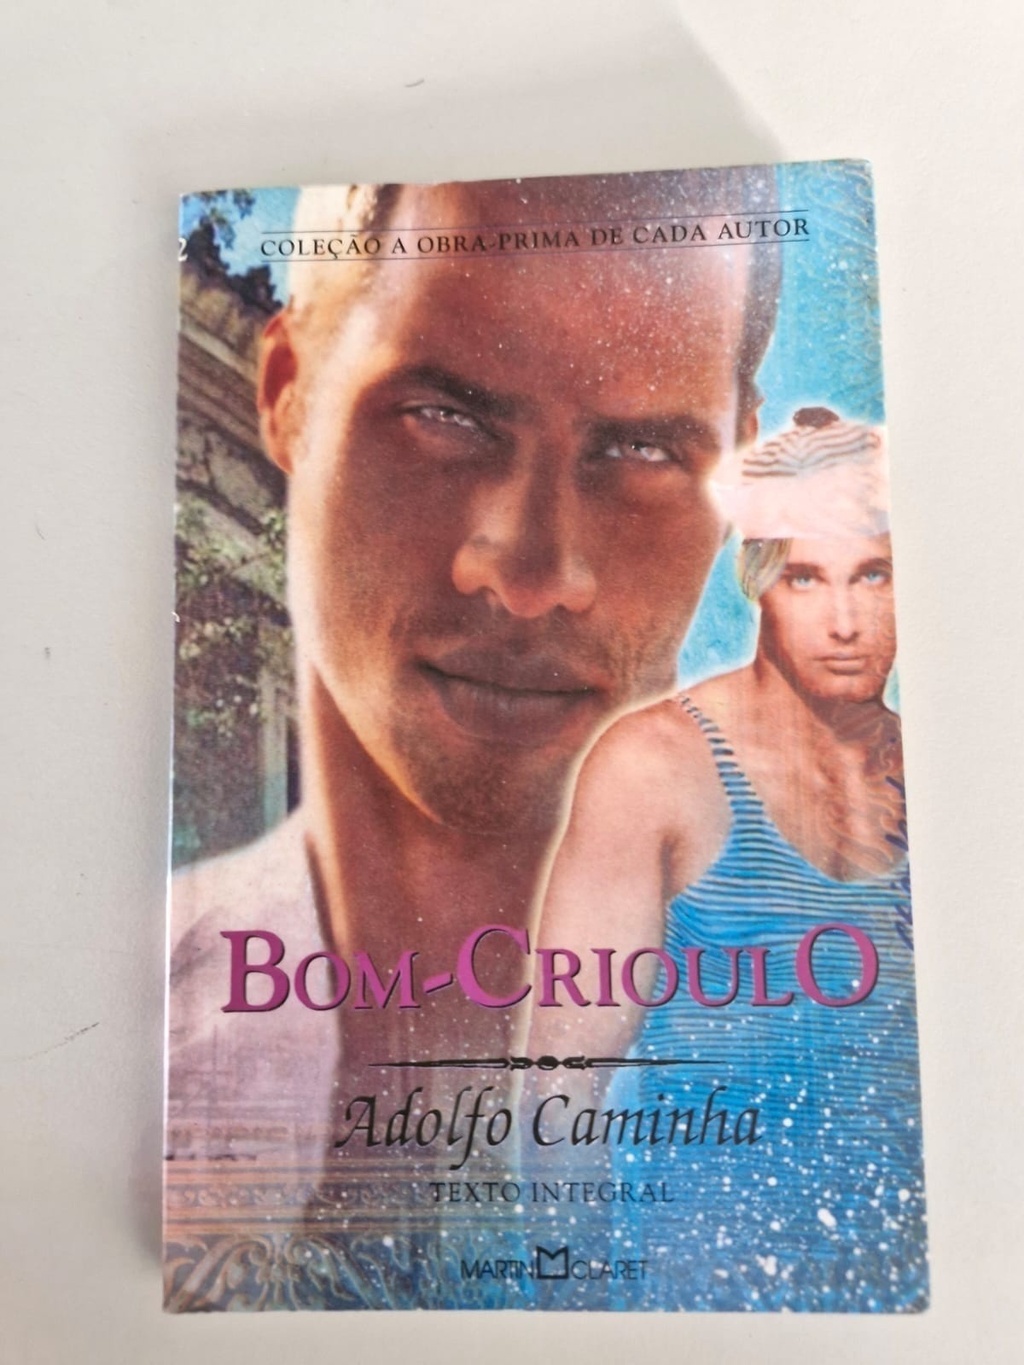 COLEÇÃO A OBRA-PRIMA DE CADA AUTOR
BOM-CRIOULO
Adolfo Caminha
TEXTO INTEGRAL
MARTIN CLARET